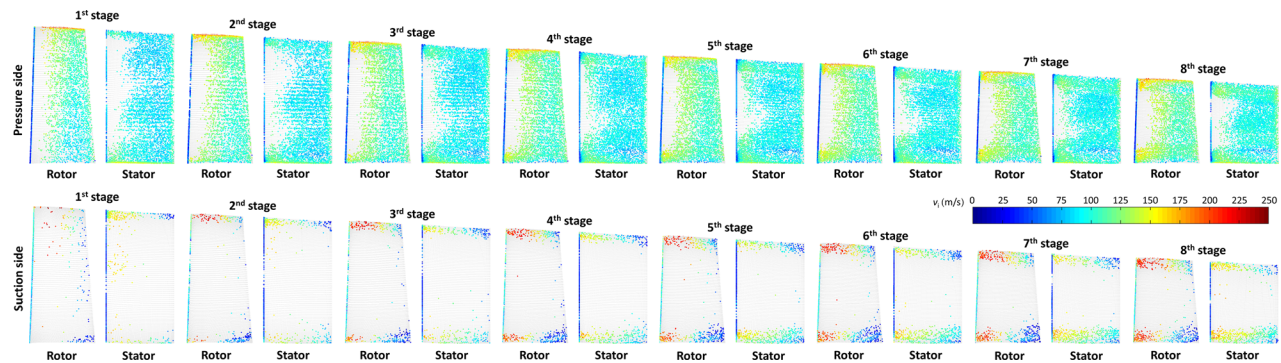 1st stage
2nd stage
3rd stage
4th stage
5th stage
6th stage
7th stage
8th stage
Pressure side
Rotor Stator Rotor Stator Rotor Stator Rotor Stator Rotor Stator Rotor Stator Rotor Stator Rotor Stator
1st stage
2nd stage
3rd stage
4th stage
5th stage
6th stage
7th stage
8th stage
vi (m/s)
0 25 50 75 100 125 150 175 200 225 250
Suction side
Rotor Stator Rotor Stator Rotor Stator Rotor Stator Rotor Stator Rotor Stator Rotor Stator Rotor Stator